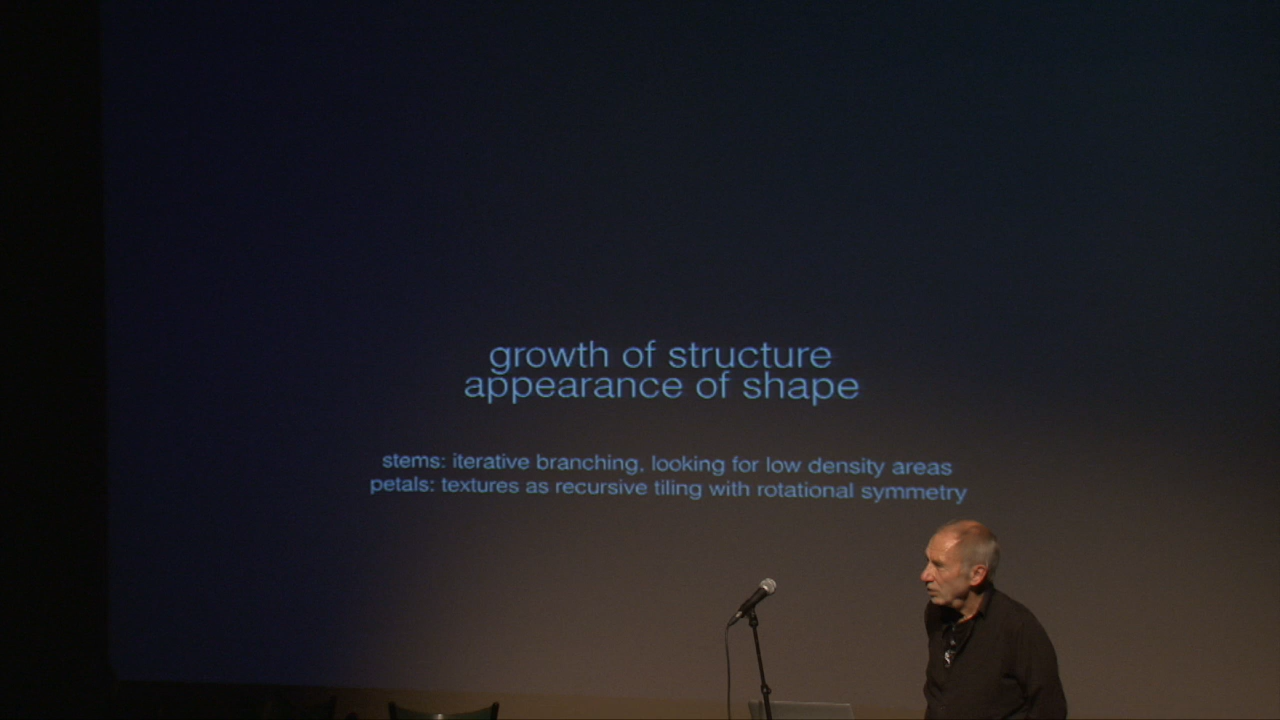 growth of structure
appearance of shape
stems: iterative branching, looking for low density areas
petals: textures as recursive tiling with rotational symmetry